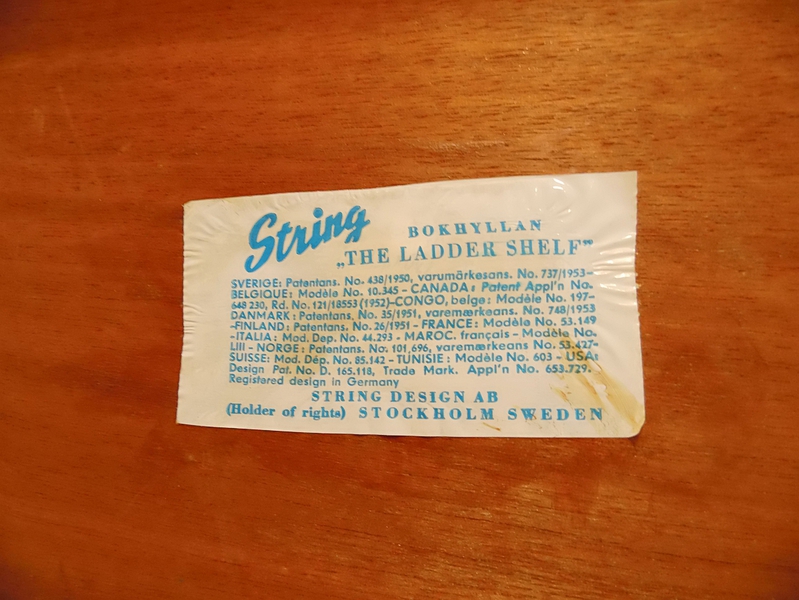 String
BOKHYLLAN
„THE LADDER SHELF”
SVERIGE: Patentans. No. 438/1950, varumärkesans. No. 737/1953–
BELGIQUE: Modèle No. 10.345 – CANADA: Patent Appl'n No.
648 230, Rd. No. 121/18553 (1952)–CONGO, belge: Modèle No. 197–
DANMARK: Patentans. No. 35/1951, varemærkeans. No. 748/1953
–FINLAND: Patentans. No. 26/1951 – FRANCE: Modèle No. 53.149
–ITALIA: Mod. Dep. No. 44.293 – MAROC. français – Modèle No.
LIII – NORGE: Patentans. No. 101,696, varemærkeans No. 53.427–
SUISSE: Mod. Dép. No. 85.142 – TUNISIE: Modèle No. 603 – USA:
Design Pat. No. D. 165.118, Trade Mark. Appl'n No. 653.729.
Registered design in Germany
STRING DESIGN AB
(Holder of rights) STOCKHOLM SWEDEN